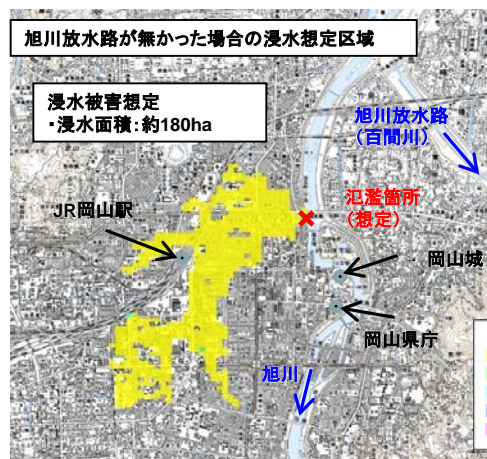 旭川放水路が無かった場合の浸水想定区域
浸水被害想定
・浸水面積：約180ha
旭川放水路
（百間川）
JR岡山駅
氾濫箇所
（想定）
岡山城
岡山県庁
旭川